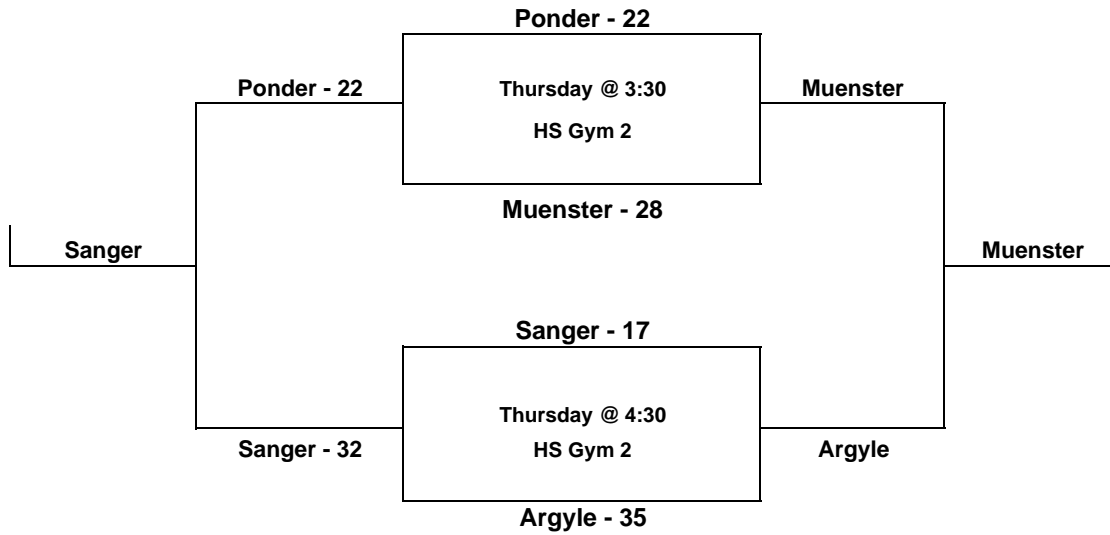 Ponder - 22
Ponder - 22
Thursday @ 3:30
Muenster
HS Gym 2
Muenster - 28
Sanger
Muenster
Sanger - 17
Thursday @ 4:30
Sanger - 32
HS Gym 2
Argyle
Argyle - 35